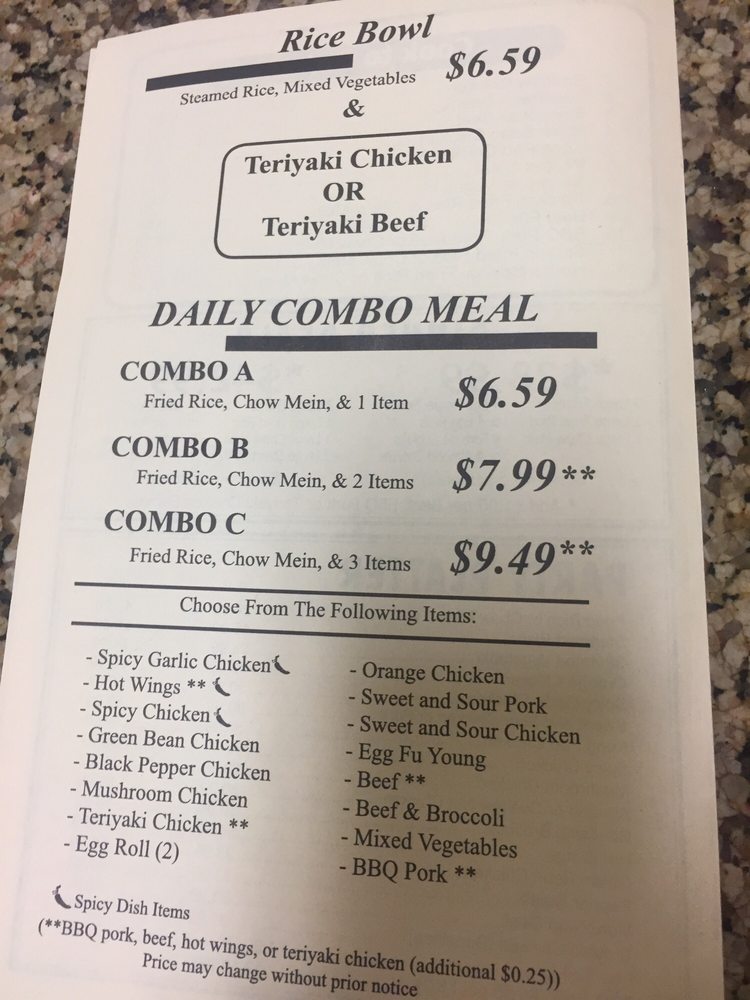 Rice Bowl
$6.59
Steamed Rice, Mixed Vegetables
&
Teriyaki Chicken
OR
Teriyaki Beef
DAILY COMBO MEAL
COMBO A
Fried Rice, Chow Mein, & 1 Item $6.59
COMBO B
Fried Rice, Chow Mein, & 2 Items $7.99**
COMBO C
Fried Rice, Chow Mein, & 3 Items $9.49**
Choose From The Following Items:
- Spicy Garlic Chicken
- Hot Wings **
- Spicy Chicken
- Green Bean Chicken
- Black Pepper Chicken
- Mushroom Chicken
- Teriyaki Chicken **
- Egg Roll (2)
- Orange Chicken
- Sweet and Sour Pork
- Sweet and Sour Chicken
- Egg Fu Young
- Beef **
- Beef & Broccoli
- Mixed Vegetables
- BBQ Pork **
Spicy Dish Items
(**BBQ pork, beef, hot wings, or teriyaki chicken (additional $0.25))
Price may change without prior notice